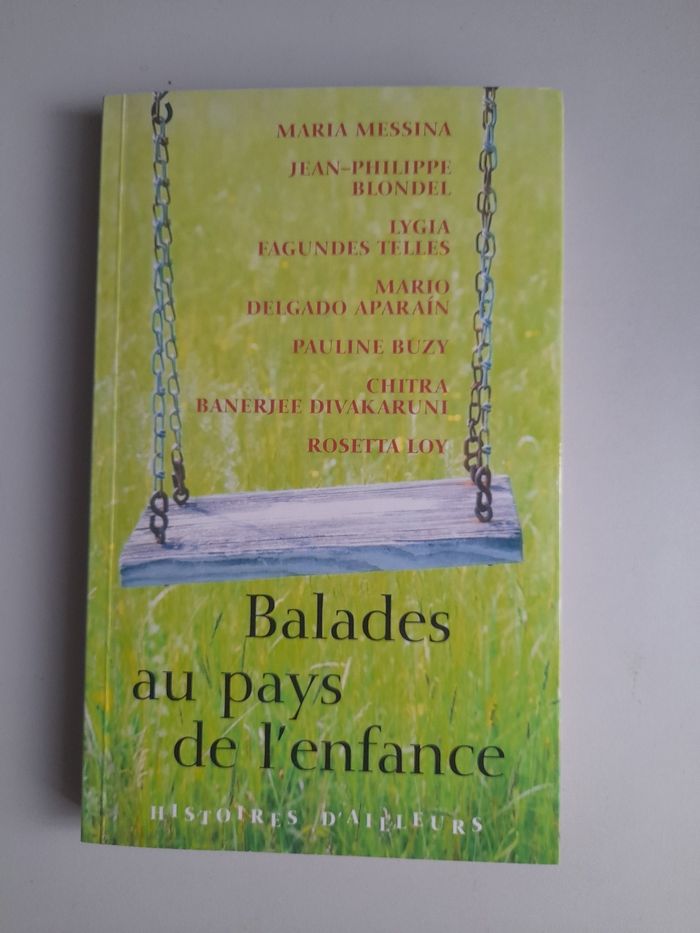 MARIA MESSINA
JEAN-PHILIPPE
BLONDEL
LYGIA
FAGUNDES TELLES
MARIO
DELGADO APARAÍN
PAULINE BUZY
CHITRA
BANERJEE DIVAKARUNI
ROSETTA LOY
Balades
au pays
de l'enfance
HISTOIRES D'AILLEURS